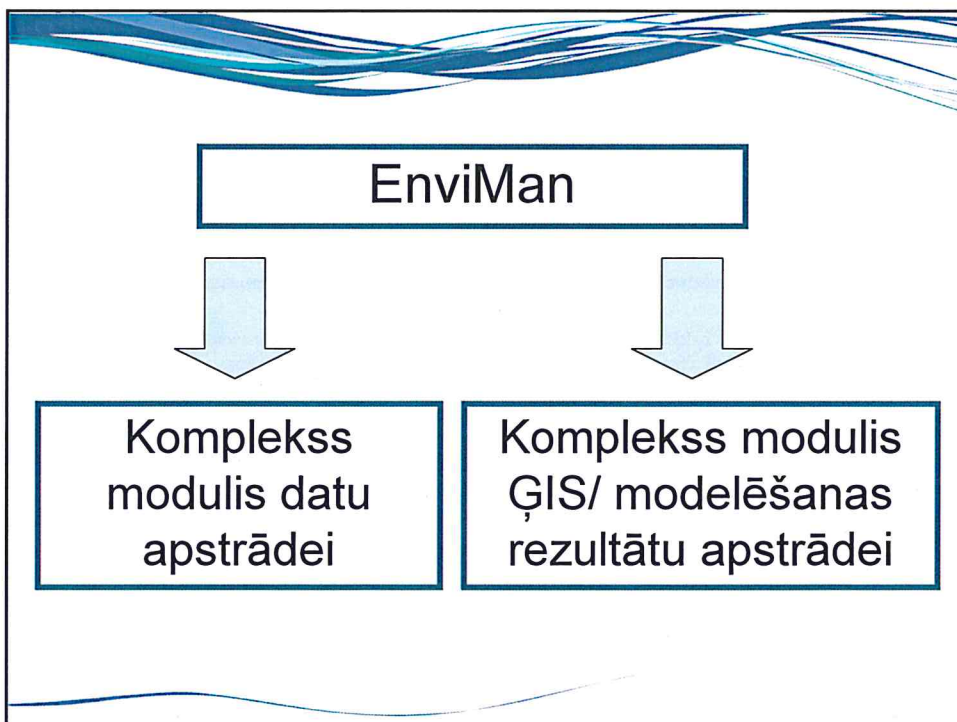 EnviMan
Komplekss
modulis datu
apstrādei
Komplekss modulis
ĢIS/ modelēšanas
rezultātu apstrādei